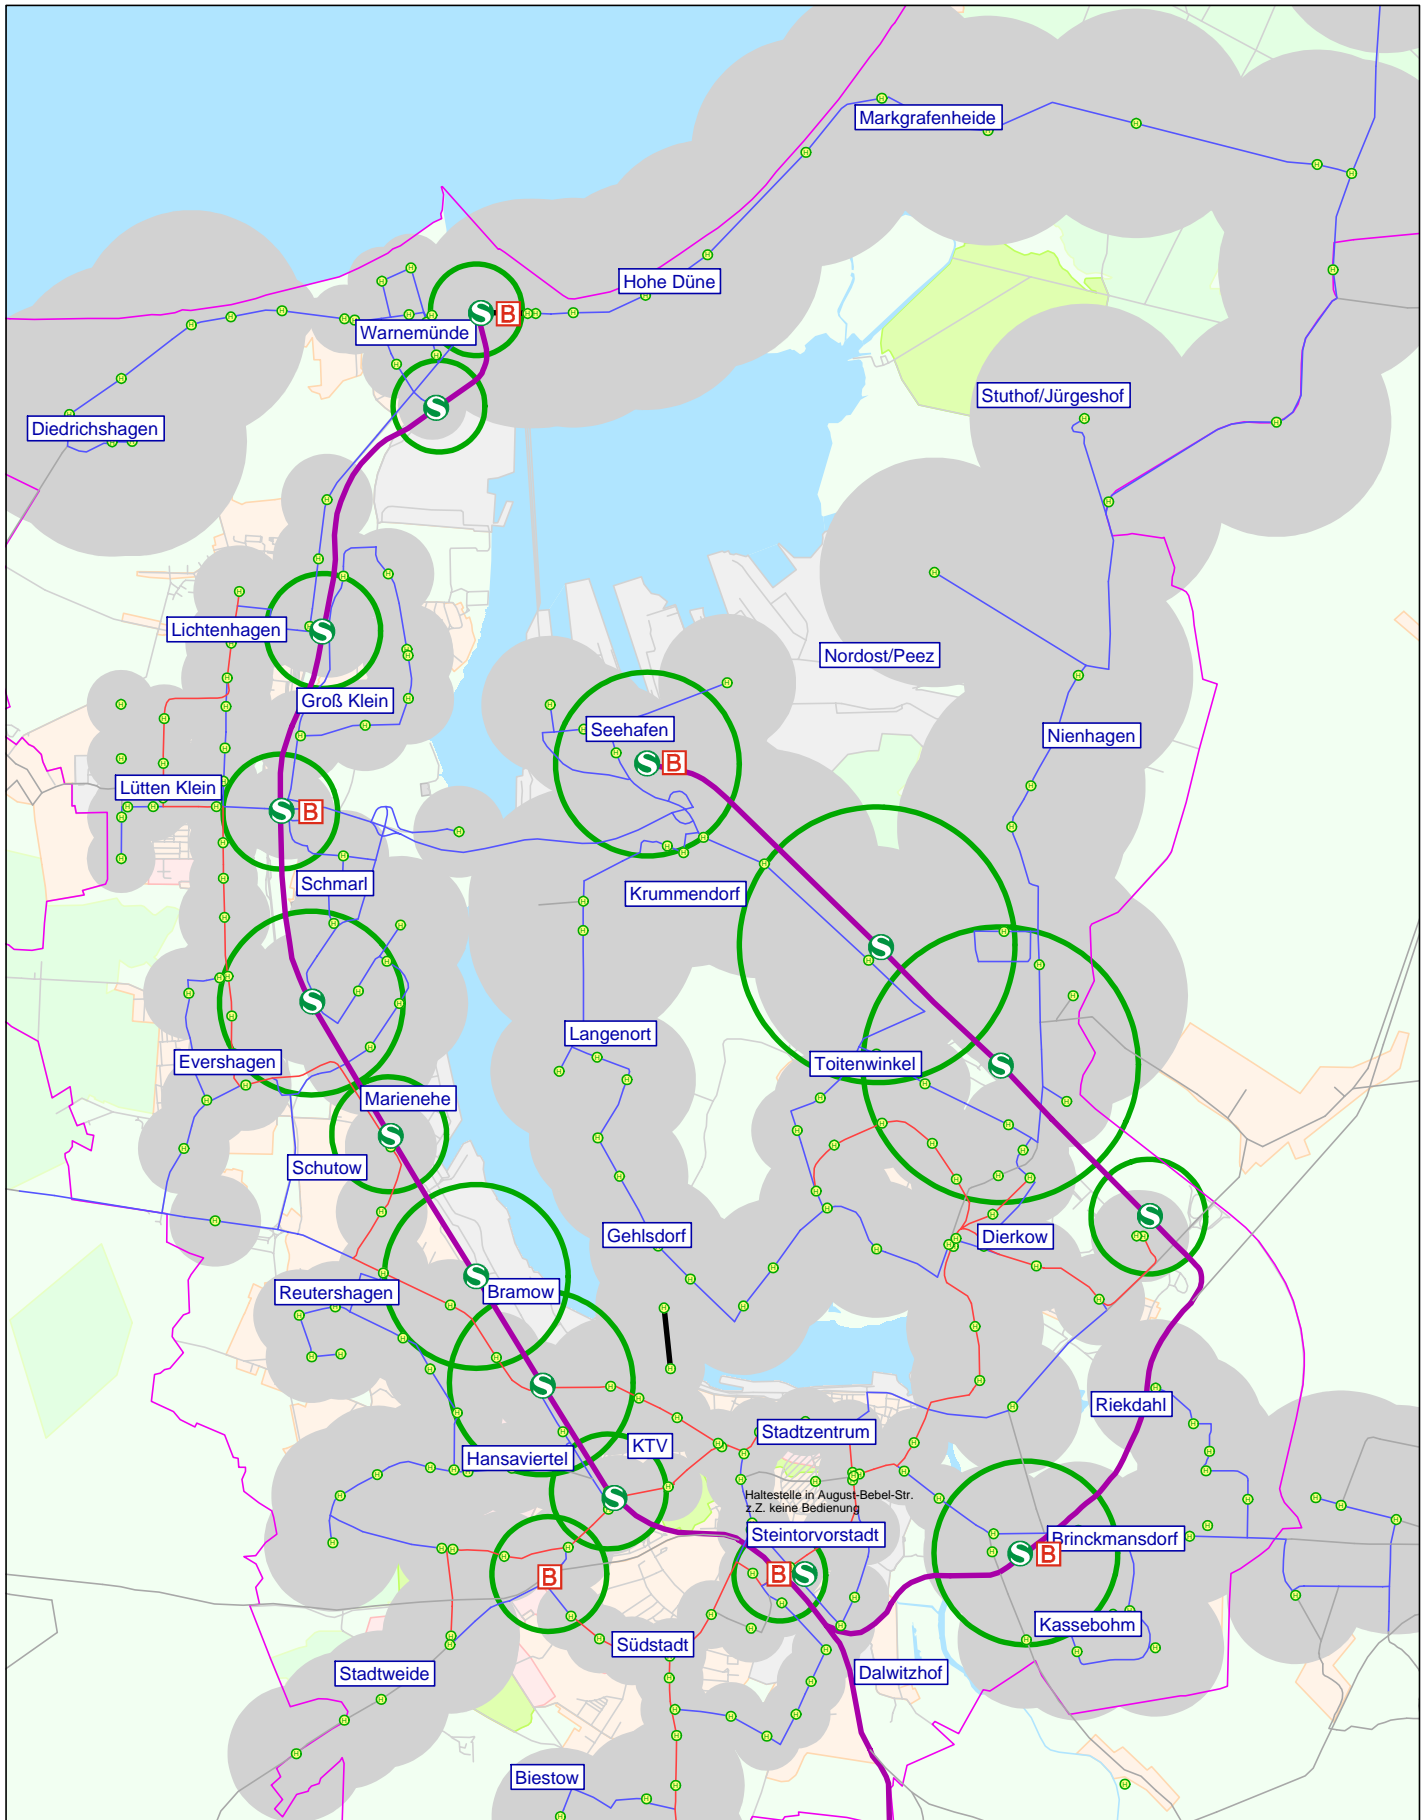 Markgrafenheide
Hohe Düne
S B
Warnemünde
S
Stuthof/Jürgeshof
Diedrichshagen
Lichtenhagen
S
Nordost/Peez
Groß Klein
Seehafen
Nienhagen
S B
Lütten Klein
S B
Schmarl
Krummendorf
S
S
Langenort
Evershagen
Toitenwinkel
S
Marienehe
S
Schutow
S
Gehlsdorf
Dierkow
S
Reutershagen
Bramow
S
Riekdahl
Stadtzentrum
KTV
Hansaviertel
S
Haltestelle in August-Bebel-Str.
z.Z. keine Bedienung
Steintorvorstadt
Brinckmansdorf
S B
B
B S
Kassebohm
Südstadt
Stadtweide
Dalwitzhof
Biestow